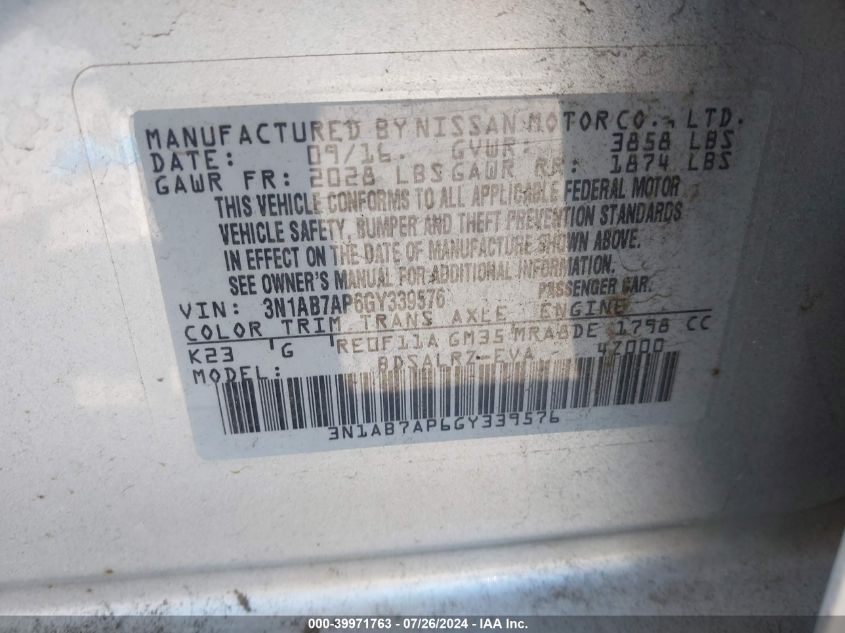 MANUFACTURED BY NISSAN MOTOR CO., LTD.
DATE: 09/16. GVWR: 3858 LBS
GAWR FR: 2028 LBS GAWR RR: 1874 LBS
THIS VEHICLE CONFORMS TO ALL APPLICABLE FEDERAL MOTOR
VEHICLE SAFETY, BUMPER AND THEFT PREVENTION STANDARDS
IN EFFECT ON THE DATE OF MANUFACTURE SHOWN ABOVE.
SEE OWNER'S MANUAL FOR ADDITIONAL INFORMATION.
VIN: 3N1AB7AP6GY339576 PASSENGER CAR.
COLOR TRIM TRANS AXLE ENGINE
K23 G RE0F11A GM35 MRA8DE 1798 CC
MODEL: BDSALRZ-EVA 4Z000
3N1AB7AP6GY339576
000-39971763 - 07/26/2024 - IAA Inc.